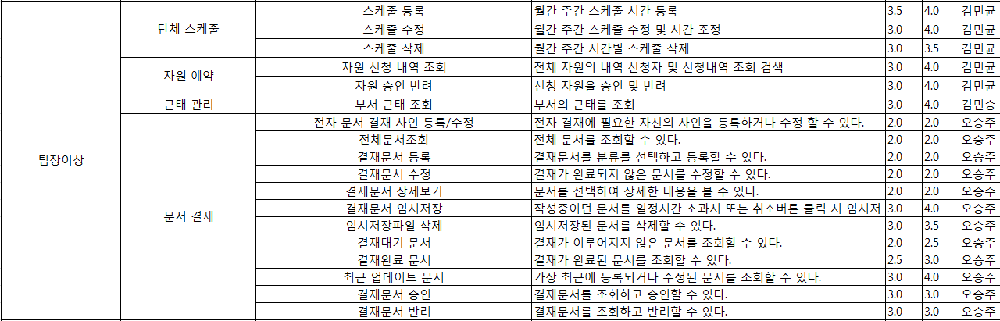 팀장이상
단체 스케줄
스케줄 등록 월간 주간 스케줄 시간 등록 3.5 4.0 김민균
스케줄 수정 월간 주간 스케줄 수정 및 시간 조정 3.0 4.0 김민균
스케줄 삭제 월간 주간 시간별 스케줄 삭제 3.0 3.5 김민균
자원 예약
자원 신청 내역 조회 전체 자원의 내역 신청자 및 신청내역 조회 검색 3.0 4.0 김민균
자원 승인 반려 신청 자원을 승인 및 반려 3.0 4.0 김민균
근태 관리 부서 근태 조회 부서의 근태를 조회 3.0 4.0 김민승
문서 결재
전자 문서 결재 사인 등록/수정 전자 결재에 필요한 자신의 사인을 등록하거나 수정 할 수 있다. 2.0 2.0 오승주
전체문서조회 전체 문서를 조회할 수 있다. 2.0 2.0 오승주
결재문서 등록 결재문서를 분류를 선택하고 등록할 수 있다. 2.0 2.0 오승주
결재문서 수정 결재가 완료되지 않은 문서를 수정할 수 있다. 2.0 2.0 오승주
결재문서 상세보기 문서를 선택하여 상세한 내용을 볼 수 있다. 2.0 2.0 오승주
결재문서 임시저장 작성중이던 문서를 일정시간 초과시 또는 취소버튼 클릭 시 임시저 3.0 4.0 오승주
임시저장파일 삭제 임시저장된 문서를 삭제할 수 있다. 3.0 3.5 오승주
결재대기 문서 결재가 이루어지지 않은 문서를 조회할 수 있다. 2.0 2.5 오승주
결재완료 문서 결재가 완료된 문서를 조회할 수 있다. 2.5 3.0 오승주
최근 업데이트 문서 가장 최근에 등록되거나 수정된 문서를 조회할 수 있다. 3.0 4.0 오승주
결재문서 승인 결재문서를 조회하고 승인할 수 있다. 3.0 3.0 오승주
결재문서 반려 결재문서를 조회하고 반려할 수 있다. 3.0 3.0 오승주